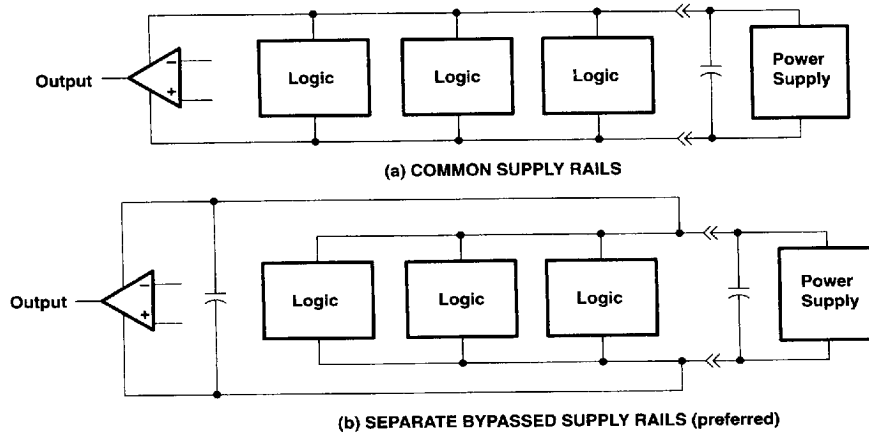 Output
−
+
Logic
Logic
Logic
Power
Supply
(a) COMMON SUPPLY RAILS
Output
−
+
Logic
Logic
Logic
Power
Supply
(b) SEPARATE BYPASSED SUPPLY RAILS (preferred)